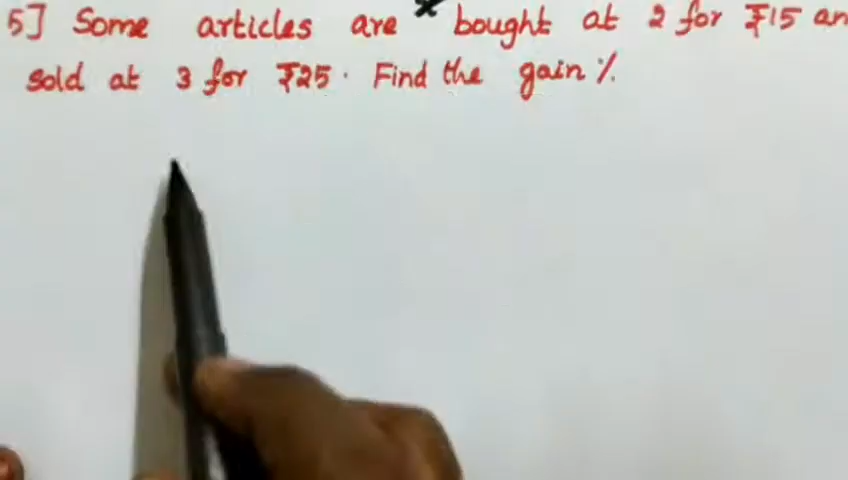 5] Some articles are bought at 2 for ₹15 an
sold at 3 for ₹25. Find the gain %.